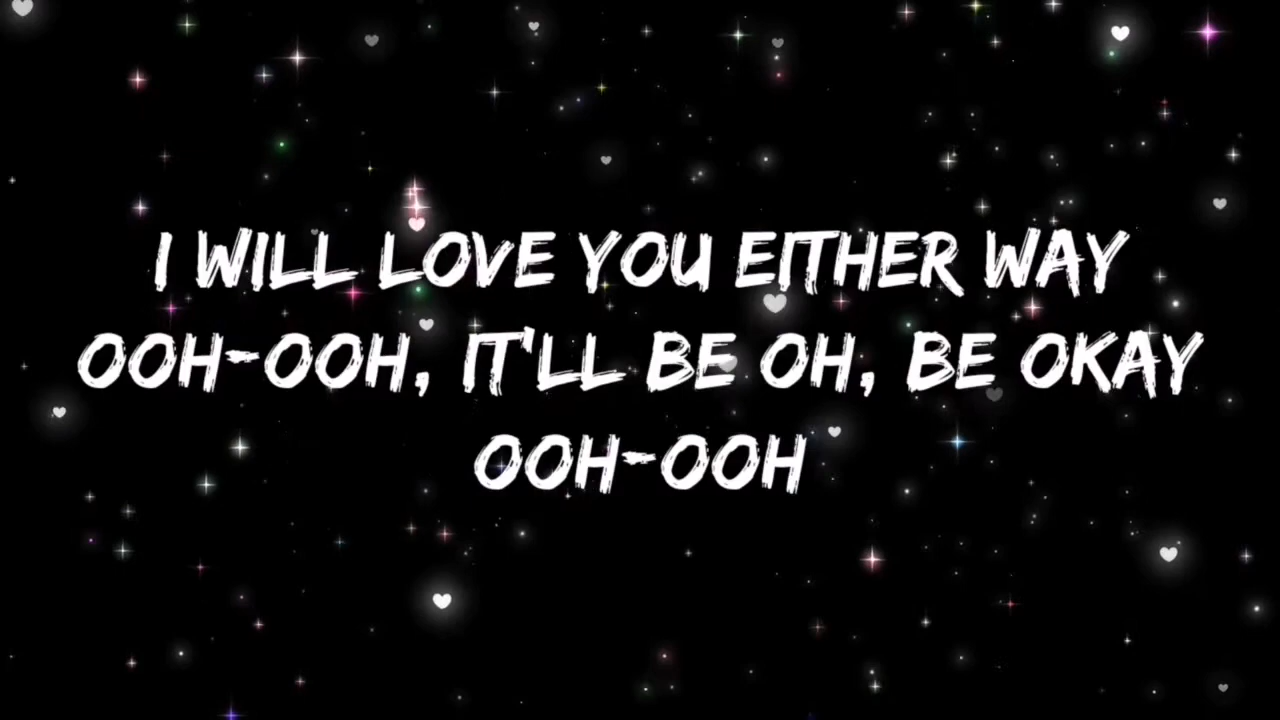 I WILL LOVE YOU EITHER WAY
OOH-OOH, IT'LL BE OH, BE OKAY
OOH-OOH